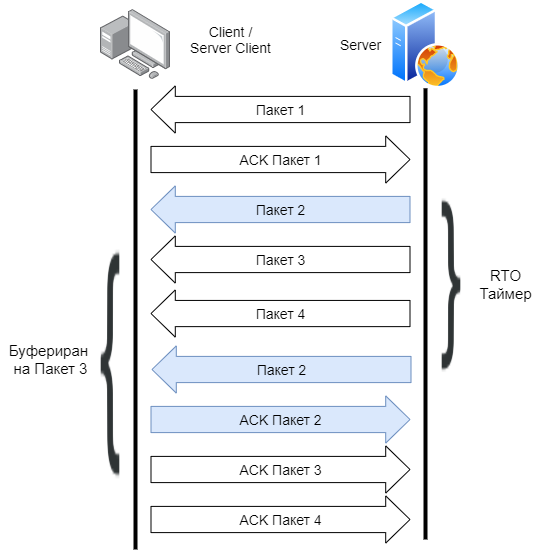 Client /
Server Client
Server
Пакет 1
ACK Пакет 1
Пакет 2
Пакет 3
RTO
Таймер
Пакет 4
Буфериран
на Пакет 3
Пакет 2
ACK Пакет 2
ACK Пакет 3
ACK Пакет 4